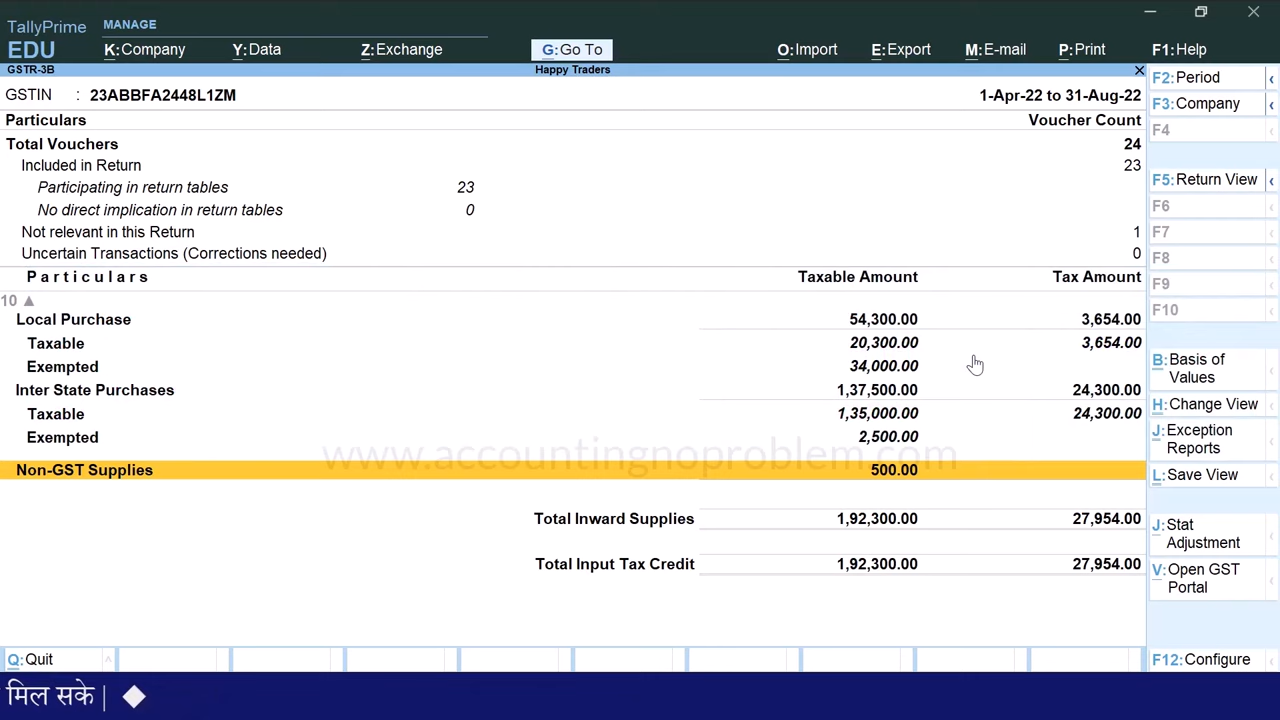 TallyPrime MANAGE
EDU K:Company Y:Data Z:Exchange G:Go To O:Import E:Export M:E-mail P:Print F1:Help
GSTR-3B Happy Traders
GSTIN : 23ABBFA2448L1ZM 1-Apr-22 to 31-Aug-22
Particulars Voucher Count
Total Vouchers 24
Included in Return 23
Participating in return tables 23
No direct implication in return tables 0
Not relevant in this Return 1
Uncertain Transactions (Corrections needed) 0
Particulars Taxable Amount Tax Amount
10 ▲
Local Purchase 54,300.00 3,654.00
Taxable 20,300.00 3,654.00
Exempted 34,000.00
Inter State Purchases 1,37,500.00 24,300.00
Taxable 1,35,000.00 24,300.00
Exempted 2,500.00
www.accountingnoproblem.com
Non-GST Supplies 500.00
Total Inward Supplies 1,92,300.00 27,954.00
Total Input Tax Credit 1,92,300.00 27,954.00
F2:Period
F3:Company
F4
F5:Return View
F6
F7
F8
F9
F10
B:Basis of
Values
H:Change View
J:Exception
Reports
L:Save View
J:Stat
Adjustment
V:Open GST
Portal
Q:Quit F12:Configure
मिल सके |